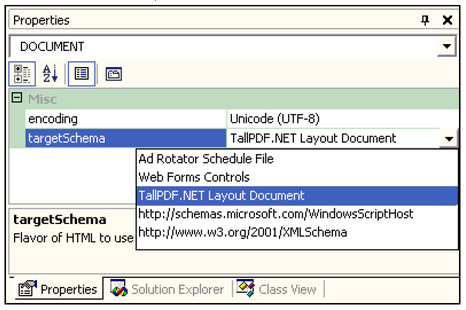 Properties
DOCUMENT
Misc
encoding Unicode (UTF-8)
targetSchema TallPDF.NET Layout Document
Ad Rotator Schedule File
Web Forms Controls
TallPDF.NET Layout Document
http://schemas.microsoft.com/WindowsScriptHost
http://www.w3.org/2001/XMLSchema
targetSchema
Flavor of HTML to use
Properties Solution Explorer Class View